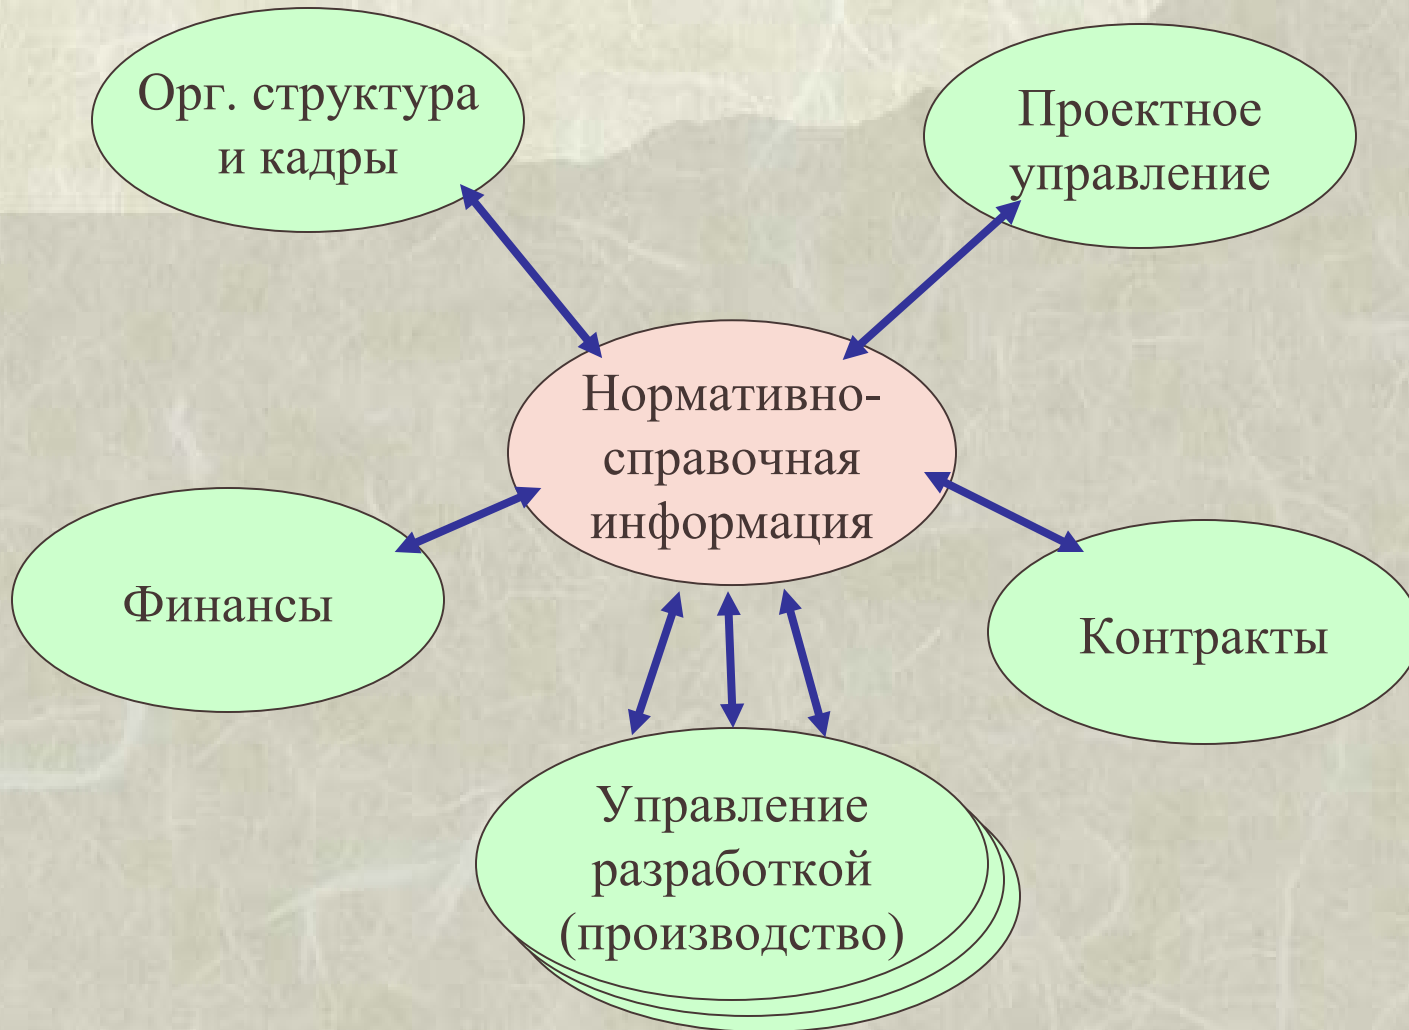 Орг. структура
и кадры
Проектное
управление
Нормативно-
справочная
информация
Финансы
Контракты
Управление
разработкой
(производство)